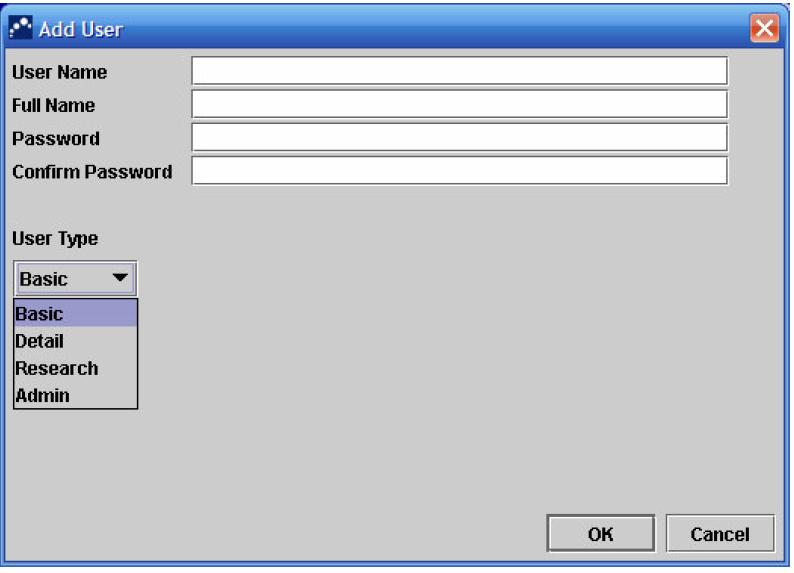 Add User
User Name
Full Name
Password
Confirm Password
User Type
Basic
Basic
Detail
Research
Admin
OK
Cancel